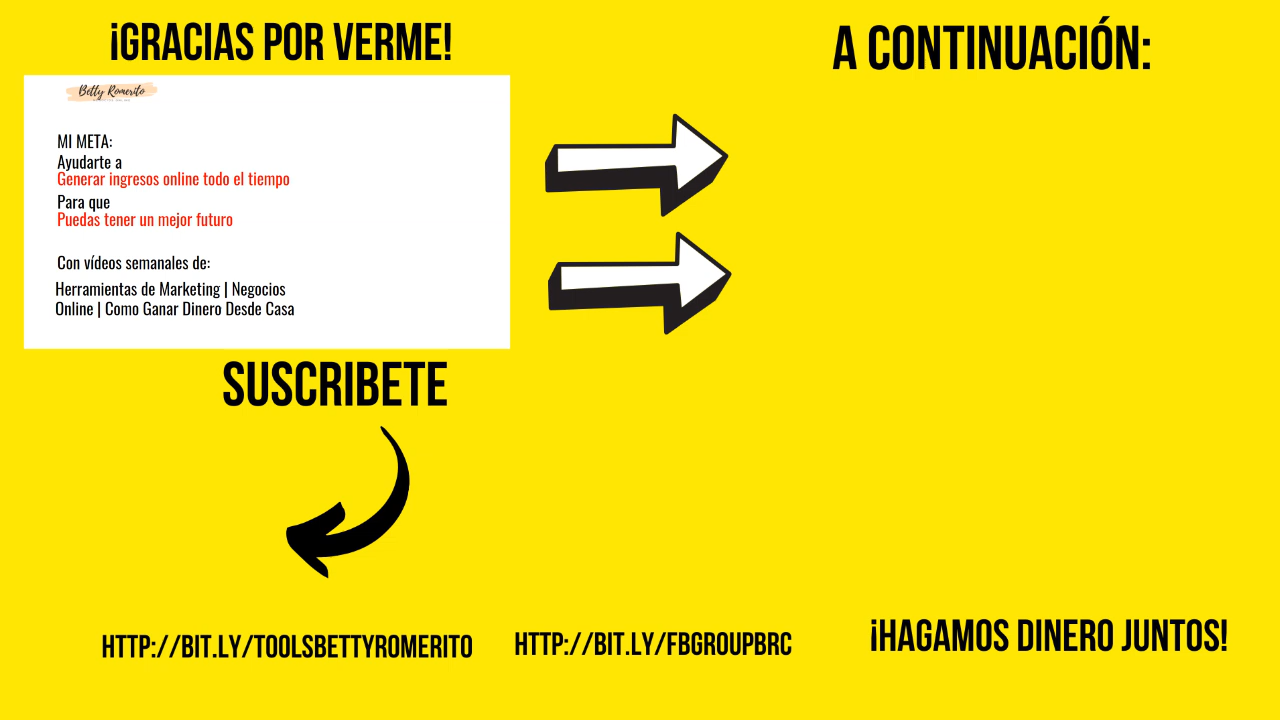 ¡GRACIAS POR VERME!
A CONTINUACIÓN:
Betty Romerito
MI META:
Ayudarte a
Generar ingresos online todo el tiempo
Para que
Puedas tener un mejor futuro
Con vídeos semanales de:
Herramientas de Marketing | Negocios
Online | Como Ganar Dinero Desde Casa
SUSCRIBETE
HTTP://BIT.LY/TOOLSBETTYROMERITO
HTTP://BIT.LY/FBGROUPBRC
¡HAGAMOS DINERO JUNTOS!